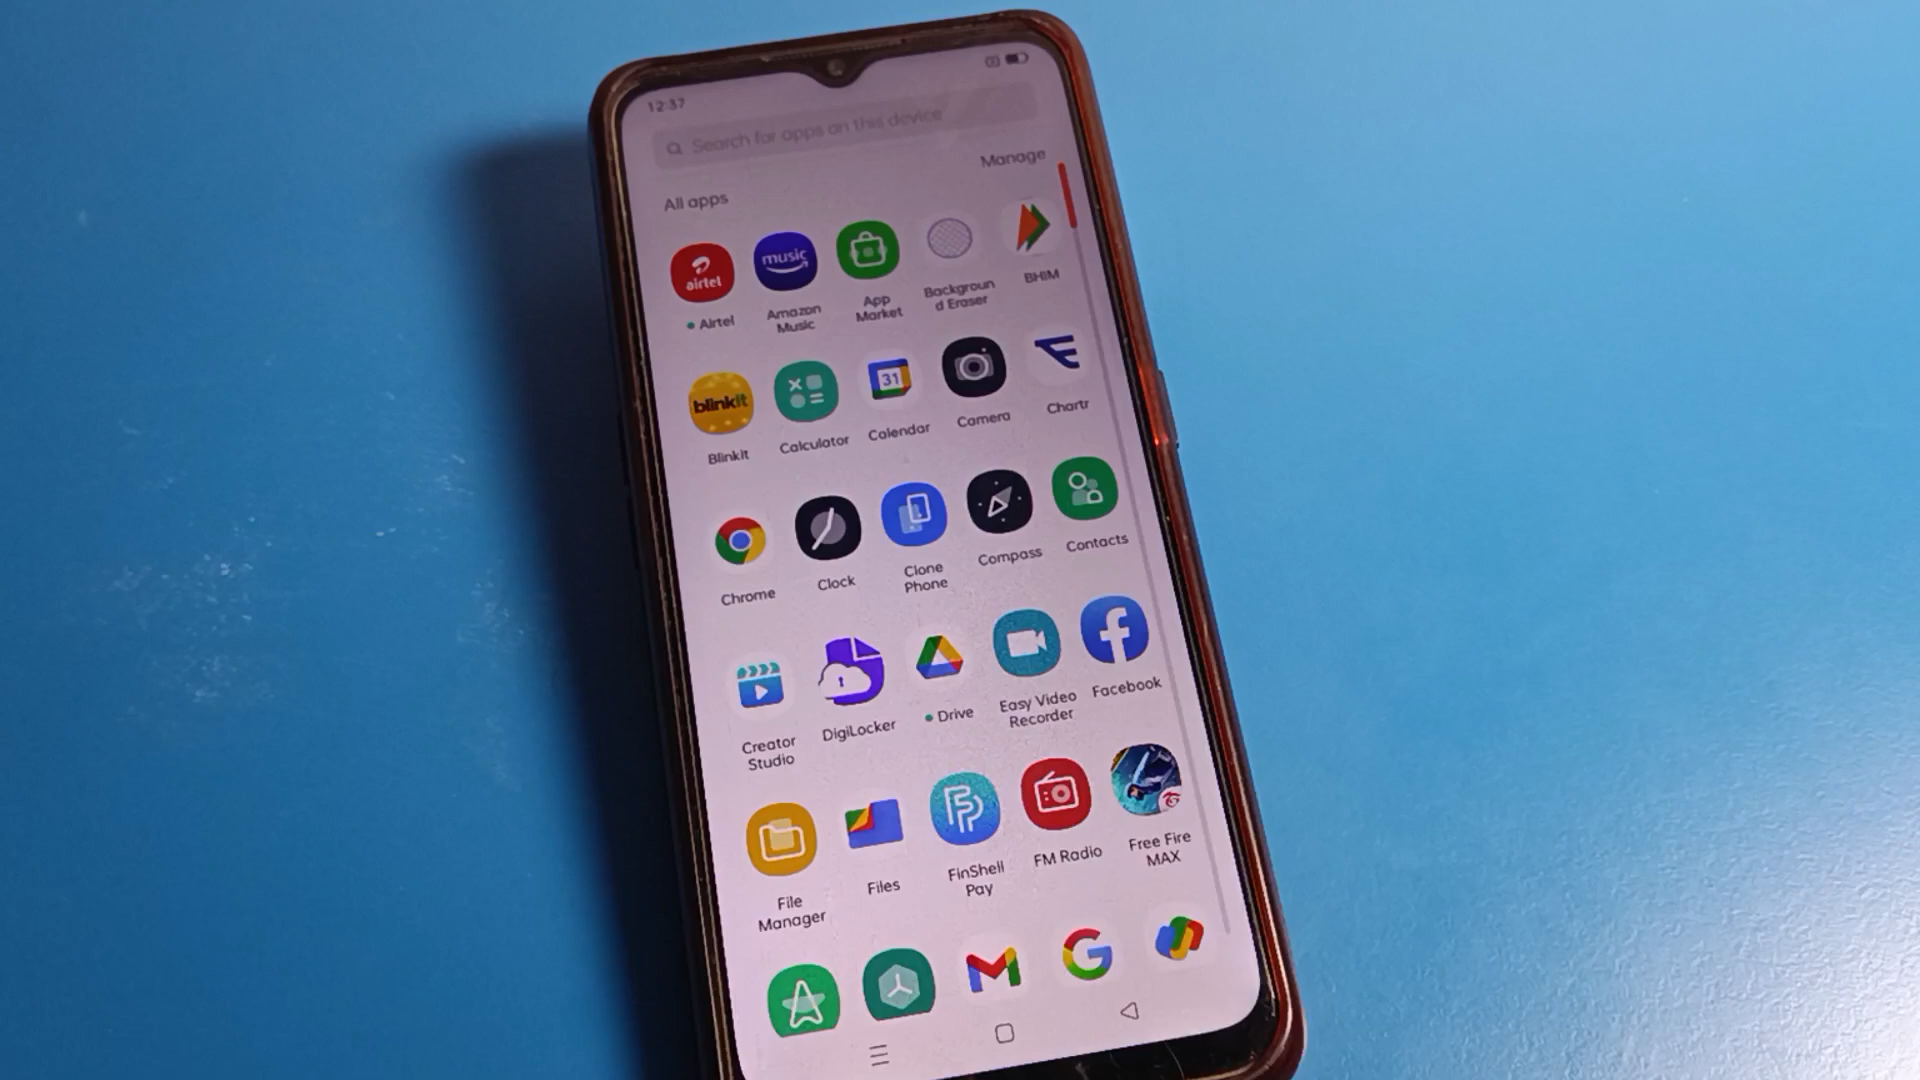 12:37
Search for apps on this device
Manage
All apps
airtel
music
Airtel
Amazon
Music
App
Market
Backgroun
d Eraser
BHIM
blinkit
31
Blinkit
Calculator
Calendar
Camera
Chartr
Chrome
Clock
Clone
Phone
Compass
Contacts
Creator
Studio
DigiLocker
Drive
Easy Video
Recorder
Facebook
File
Manager
Files
FinShell
Pay
FM Radio
Free Fire
MAX